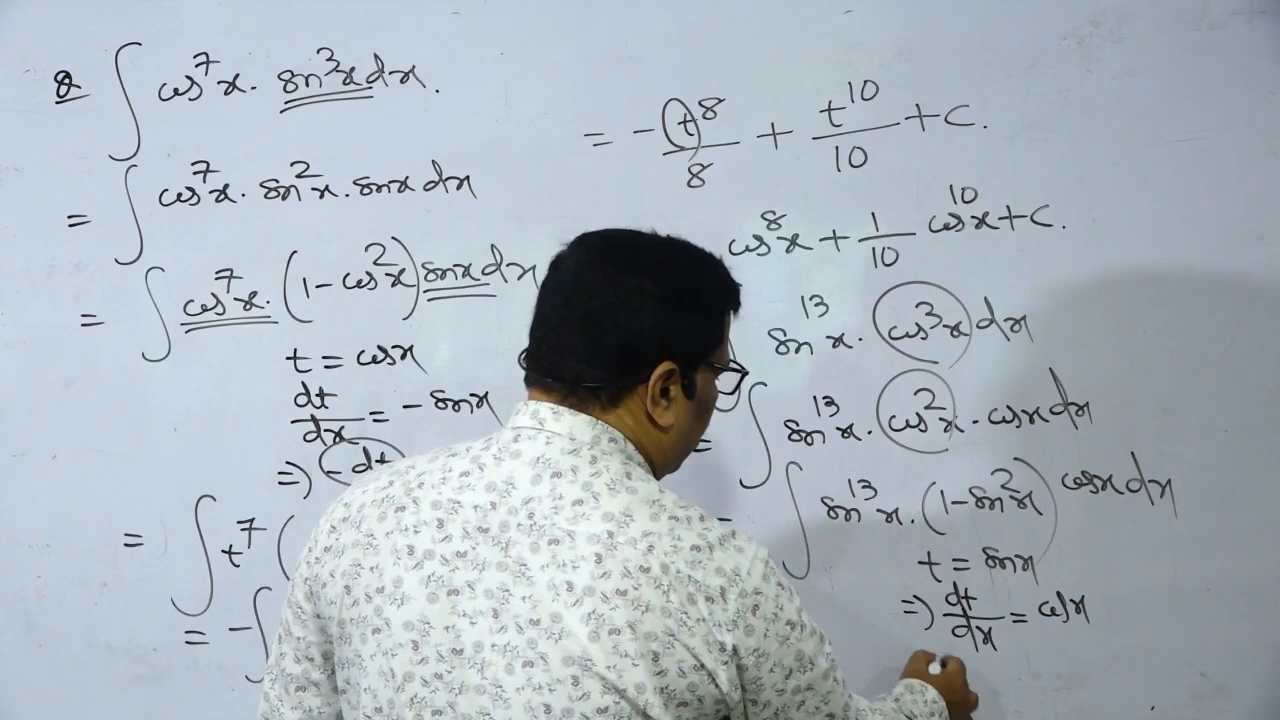 Q ∫ cos⁷x. sin³x dx.
= ∫ cos⁷x. sin²x. sinx dx
= ∫ cos⁷x. (1 - cos²x) sinx dx
t = cosx
dt/dx = - sinx
=> - dt
= ∫ t⁷ (
= - ∫
= - t⁸/8 + t¹⁰/10 + C.
cos⁸x + 1/10 cos¹⁰x + C.
sin¹³x. cos³x dx
= ∫ sin¹³x. cos²x. cosx dx
= ∫ sin¹³x. (1 - sin²x) cosx dx
t = sinx
=> dt/dx = cosx